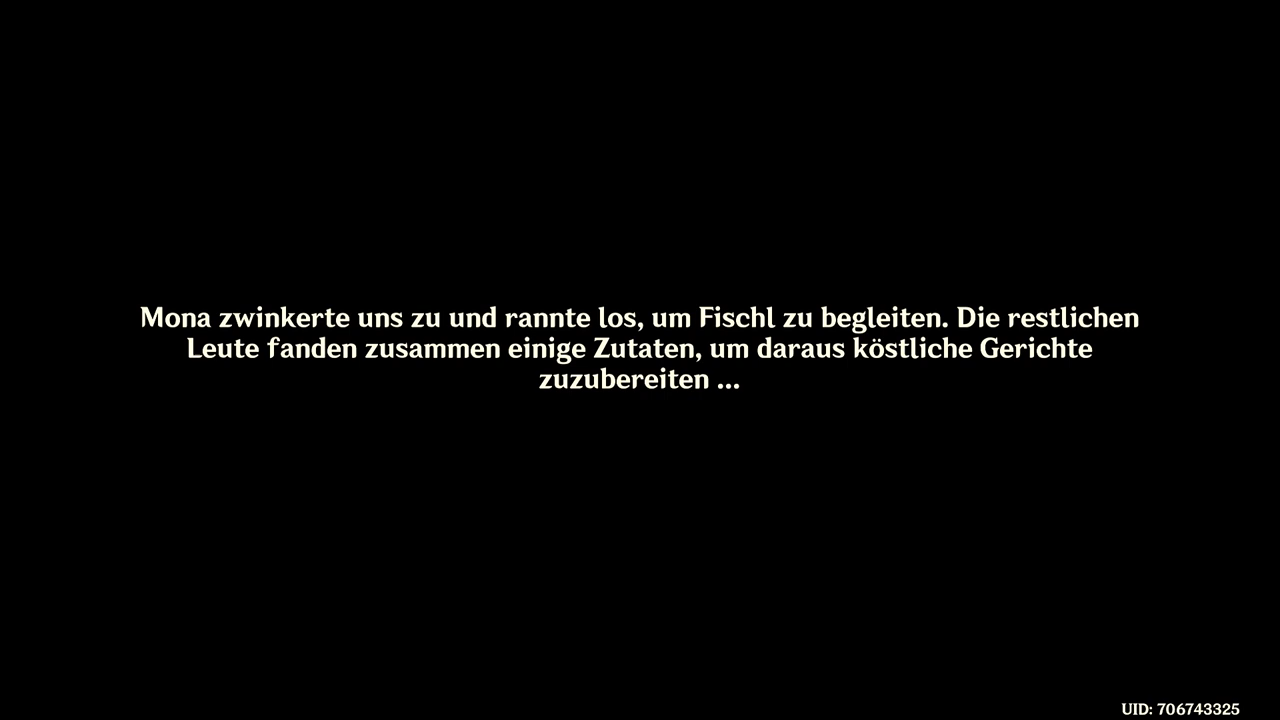 Mona zwinkerte uns zu und rannte los, um Fischl zu begleiten. Die restlichen
Leute fanden zusammen einige Zutaten, um daraus köstliche Gerichte
zuzubereiten ...
UID: 706743325